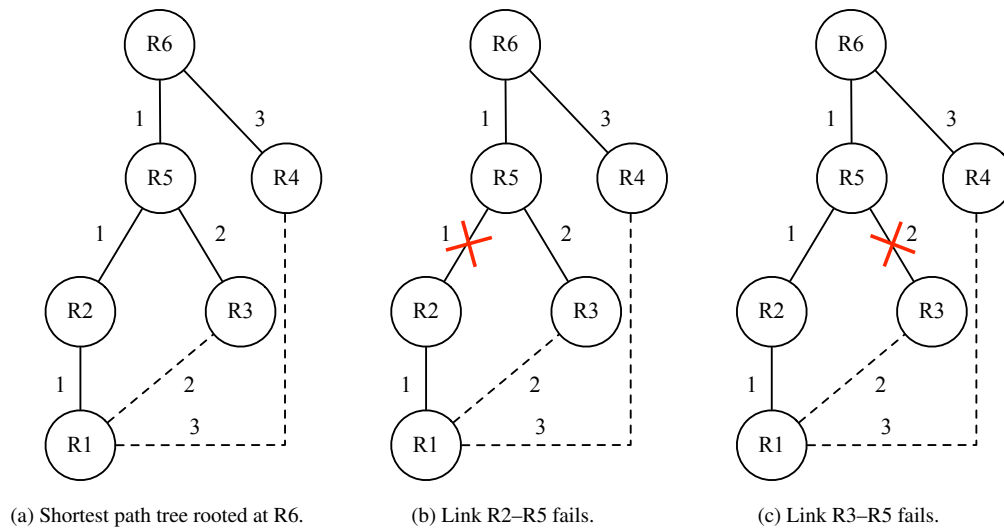 R6
1
3
R5
R4
1
2
R2
R3
1
2
3
R1
(a) Shortest path tree rooted at R6.
R6
1
3
R5
R4
1
2
R2
R3
1
2
3
R1
(b) Link R2–R5 fails.
R6
1
3
R5
R4
1
2
R2
R3
1
2
3
R1
(c) Link R3–R5 fails.